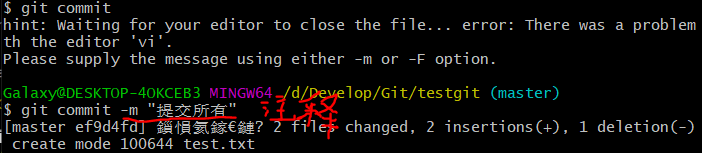 $ git commit
hint: Waiting for your editor to close the file... error: There was a problem
th the editor 'vi'.
Please supply the message using either -m or -F option.
Galaxy@DESKTOP-4OKCEB3 MINGW64 /d/Develop/Git/testgit (master)
$ git commit -m "提交所有" 注释
[master ef9d4fd] 鎻愪氦鎵€鏈? 2 files changed, 2 insertions(+), 1 deletion(-)
create mode 100644 test.txt